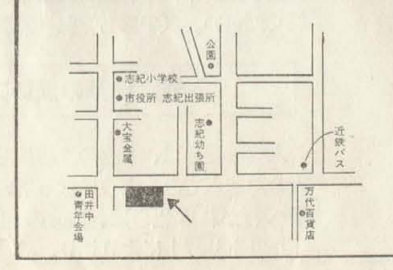 公園
志紀小学校
市役所 志紀出張所
志紀幼ち園
大宝金属
近鉄バス
田井中
青年会場
万代百貨店